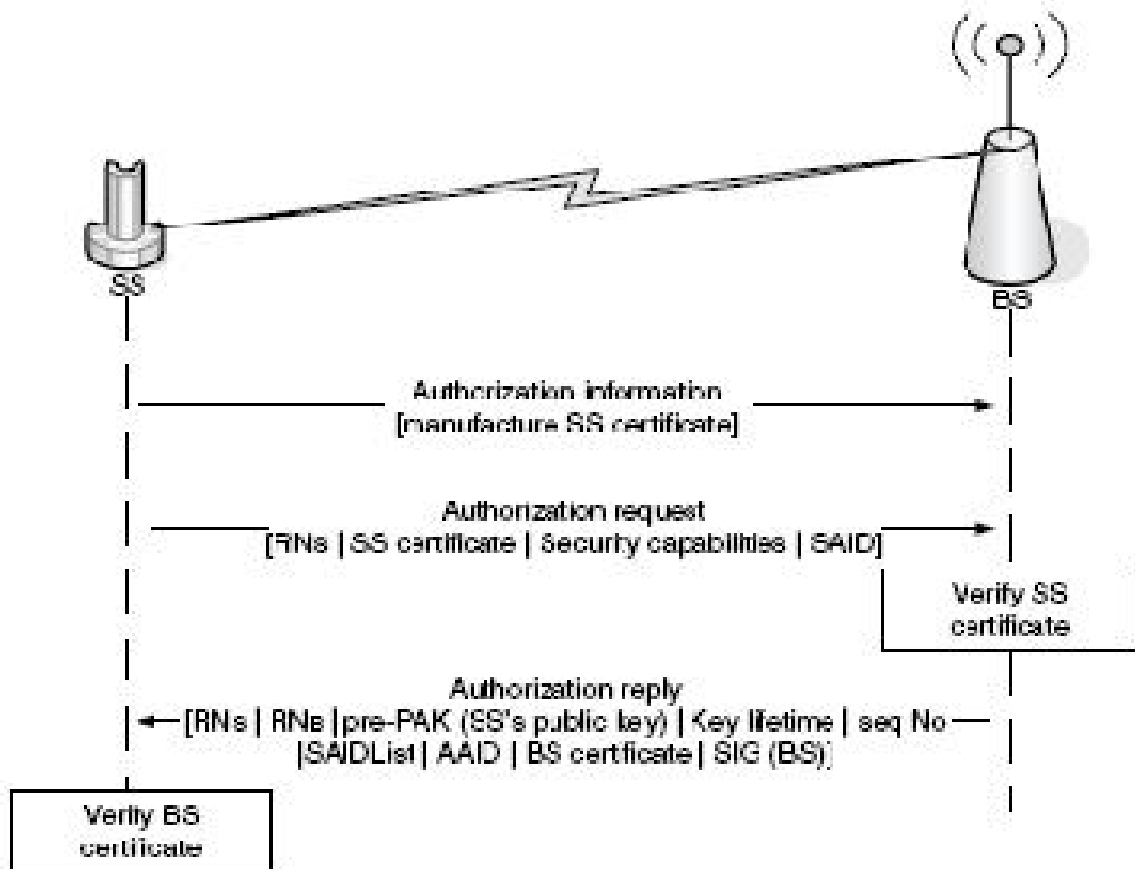 SS
BS
Authorization information
[manufacture SS certificate]
Authorization request
[RNs | SS certificate | Security capabilities | SAID]
Verify SS
certificate
Authorization reply
[RNs | RNs |pre-PAK (SS's public key) | Key lifetime | seq No
|SAIDList | AAID | BS certificate | SIG (BS)]
Verify BS
certificate